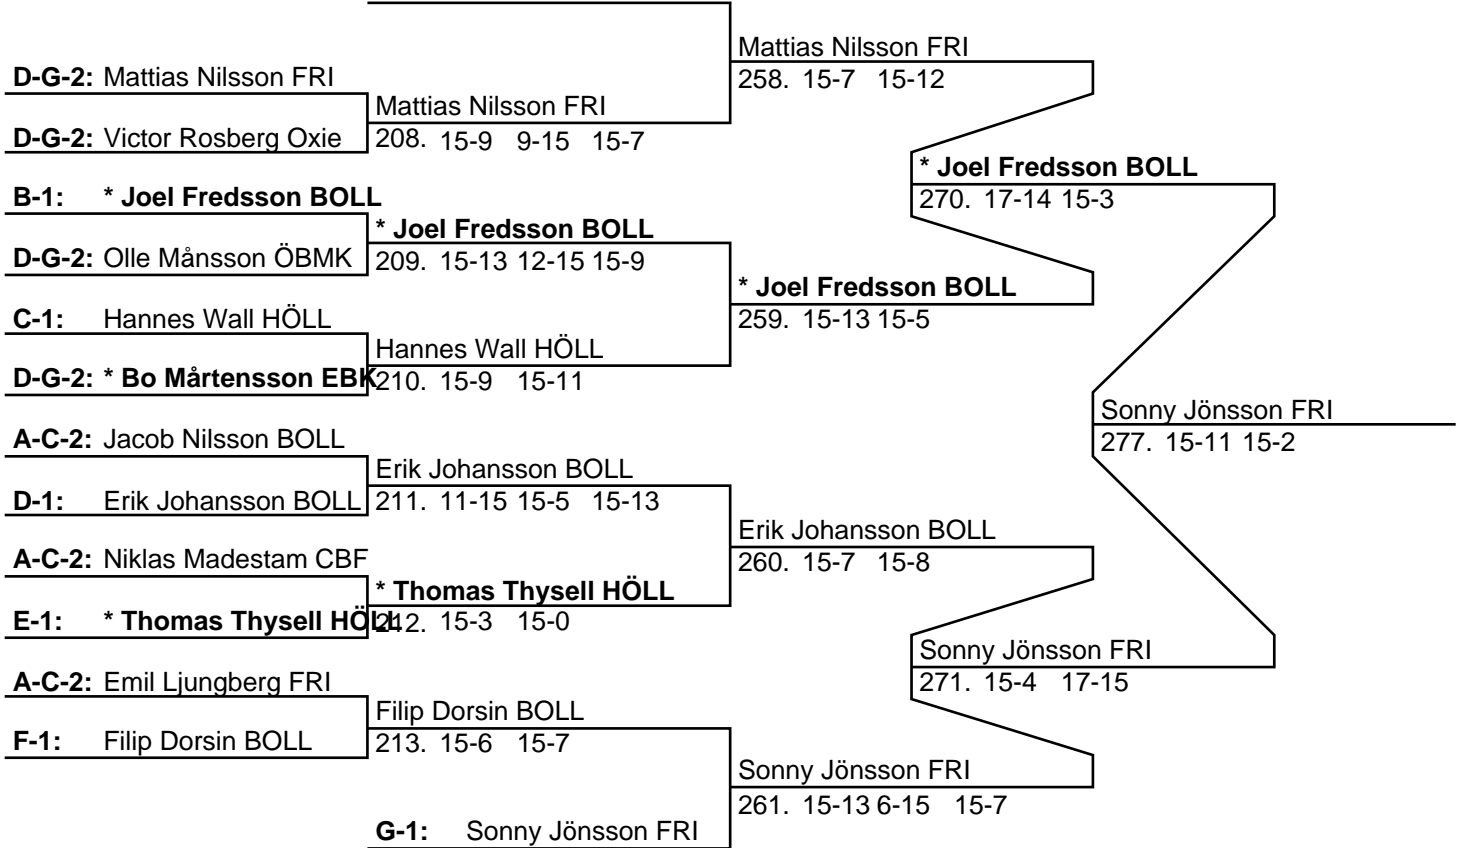 Mattias Nilsson FRI
258. 15-7 15-12
D-G-2: Mattias Nilsson FRI
Mattias Nilsson FRI
208. 15-9 9-15 15-7
D-G-2: Victor Rosberg Oxie
* Joel Fredsson BOLL
270. 17-14 15-3
B-1: * Joel Fredsson BOLL
* Joel Fredsson BOLL
209. 15-13 12-15 15-9
D-G-2: Olle Månsson ÖBMK
* Joel Fredsson BOLL
259. 15-13 15-5
C-1: Hannes Wall HÖLL
Hannes Wall HÖLL
210. 15-9 15-11
D-G-2: * Bo Mårtensson EBK
Sonny Jönsson FRI
277. 15-11 15-2
A-C-2: Jacob Nilsson BOLL
Erik Johansson BOLL
211. 11-15 15-5 15-13
D-1: Erik Johansson BOLL
Erik Johansson BOLL
260. 15-7 15-8
A-C-2: Niklas Madestam CBF
* Thomas Thysell HÖLL
212. 15-3 15-0
E-1: * Thomas Thysell HÖLL
Sonny Jönsson FRI
271. 15-4 17-15
A-C-2: Emil Ljungberg FRI
Filip Dorsin BOLL
213. 15-6 15-7
F-1: Filip Dorsin BOLL
Sonny Jönsson FRI
261. 15-13 6-15 15-7
G-1: Sonny Jönsson FRI